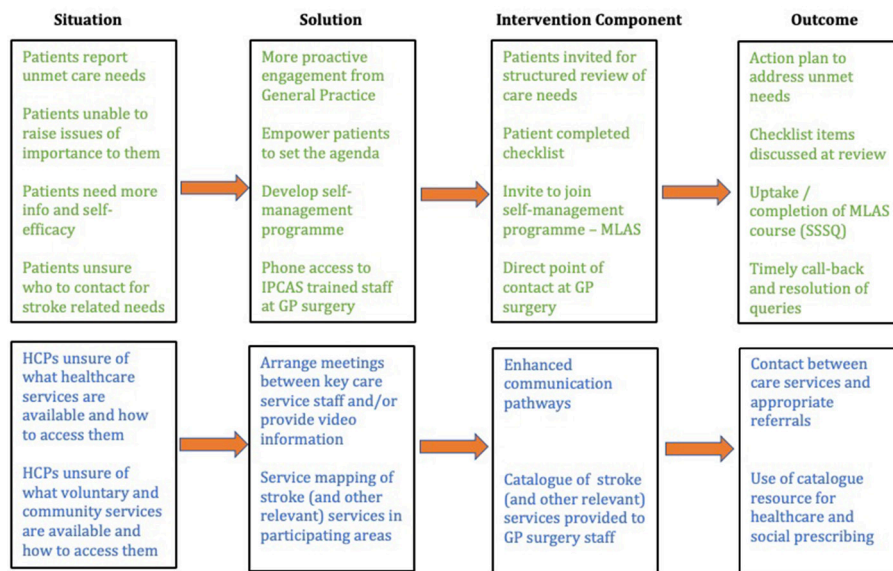 Situation
Solution
Intervention Component
Outcome
Patients report
unmet care needs
Patients unable to
raise issues of
importance to them
Patients need more
info and self-
efficacy
Patients unsure
who to contact for
stroke related needs
More proactive
engagement from
General Practice
Empower patients
to set the agenda
Develop self-
management
programme
Phone access to
IPCAS trained staff
at GP surgery
Patients invited for
structured review of
care needs
Patient completed
checklist
Invite to join
self-management
programme – MLAS
Direct point of
contact at GP
surgery
Action plan to
address unmet
needs
Checklist items
discussed at review
Uptake /
completion of MLAS
course (SSSQ)
Timely call-back
and resolution of
queries
HCPs unsure of
what healthcare
services are
available and how
to access them
HCPs unsure of
what voluntary and
community services
are available and
how to access them
Arrange meetings
between key care
service staff and/or
provide video
information
Service mapping of
stroke (and other
relevant) services in
participating areas
Enhanced
communication
pathways
Catalogue of stroke
(and other relevant)
services provided to
GP surgery staff
Contact between
care services and
appropriate
referrals
Use of catalogue
resource for
healthcare and
social prescribing